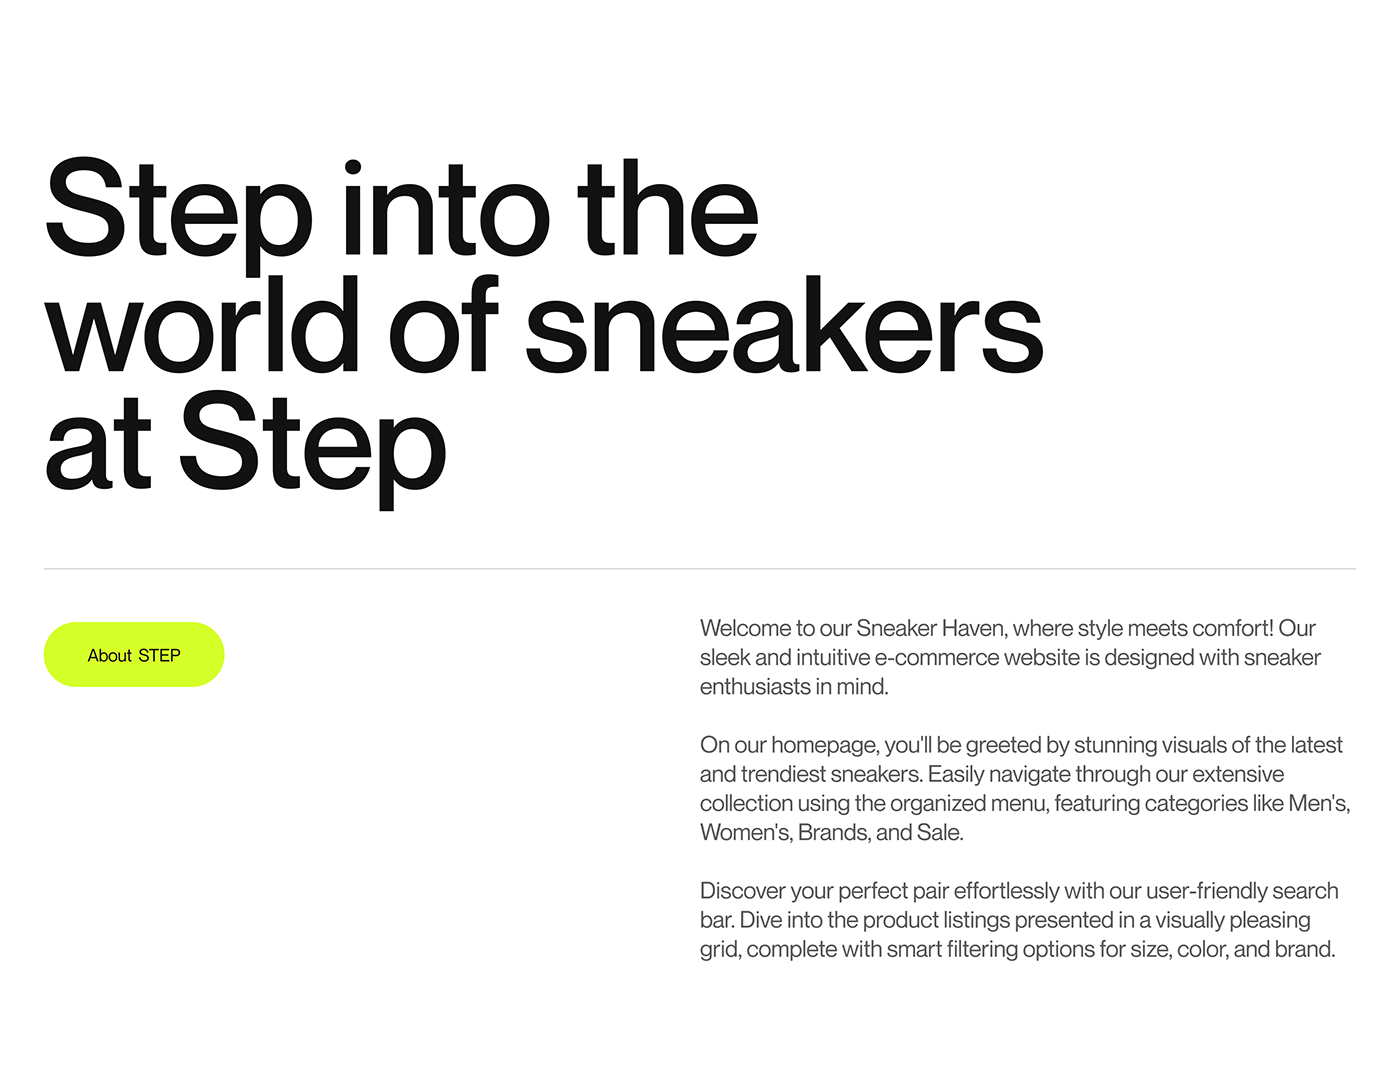 Step into the
world of sneakers
at Step
About STEP
Welcome to our Sneaker Haven, where style meets comfort! Our
sleek and intuitive e-commerce website is designed with sneaker
enthusiasts in mind.
On our homepage, you'll be greeted by stunning visuals of the latest
and trendiest sneakers. Easily navigate through our extensive
collection using the organized menu, featuring categories like Men's,
Women's, Brands, and Sale.
Discover your perfect pair effortlessly with our user-friendly search
bar. Dive into the product listings presented in a visually pleasing
grid, complete with smart filtering options for size, color, and brand.